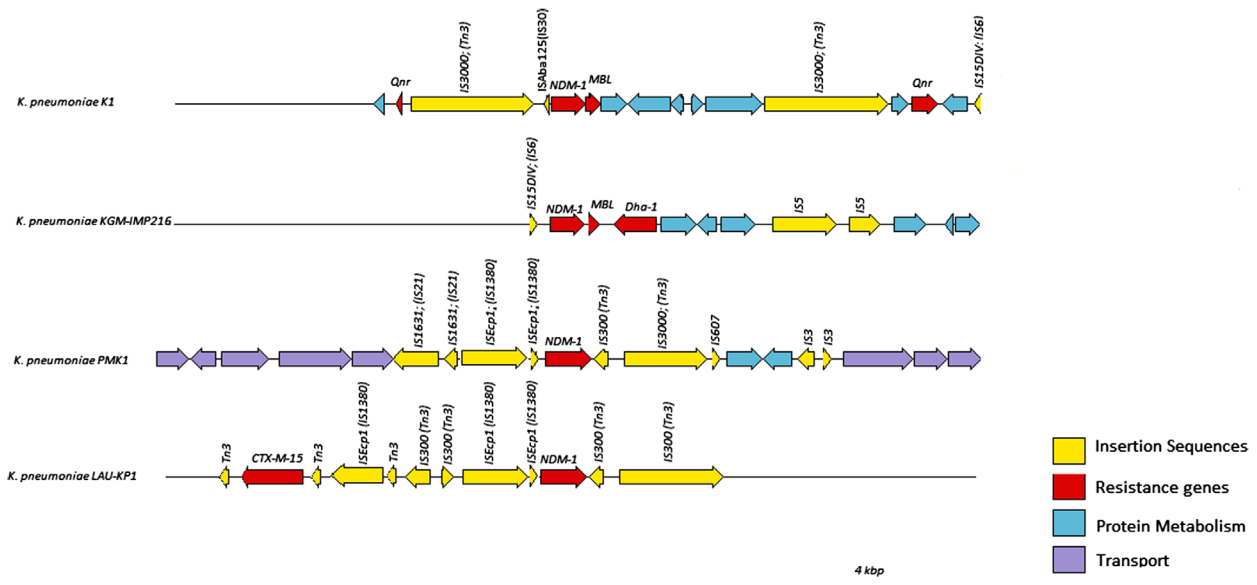 IS3000; (Tn3)
ISAba125(IS30)
IS3000; (Tn3)
IS15DIV: (IS6)
Qnr
NDM-1
MBL
Qnr
K. pneumoniae K1
IS15DIV; (IS6)
NDM-1
MBL
Dha-1
IS5
IS5
K. pneumoniae KGM-IMP216
IS1631; (IS21)
IS1631; (IS21)
ISEcp1; [IS1380]
ISEcp1; [IS1380]
NDM-1
IS300 (Tn3)
IS3000; (Tn3)
IS607
IS3
IS3
K. pneumoniae PMK1
Tn3
CTX-M-15
Tn3
ISEcp1 [IS1380]
Tn3
IS300 (Tn3)
IS300 (Tn3)
ISEcp1 [IS1380]
ISEcp1 [IS1380]
NDM-1
IS300 (Tn3)
IS300 (Tn3)
K. pneumoniae LAU-KP1
Insertion Sequences
Resistance genes
Protein Metabolism
Transport
4 kbp